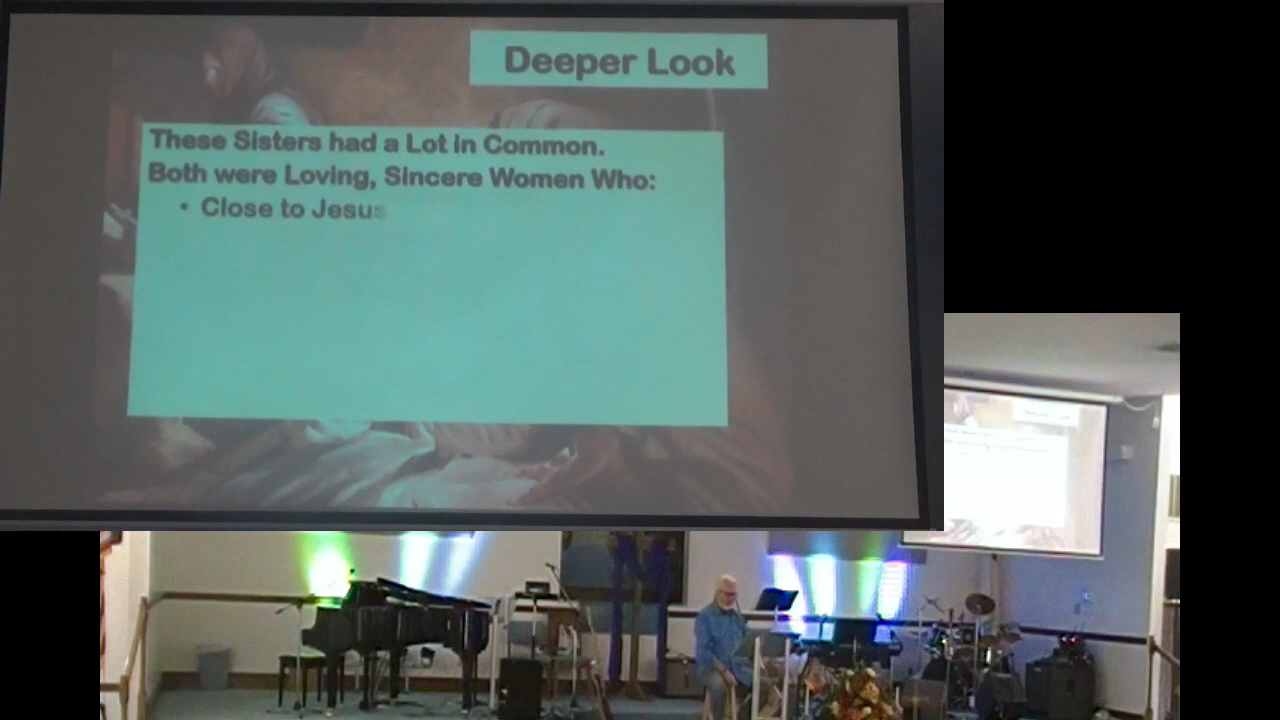 Deeper Look
These Sisters had a Lot in Common.
Both were Loving, Sincere Women Who:
• Close to Jesus